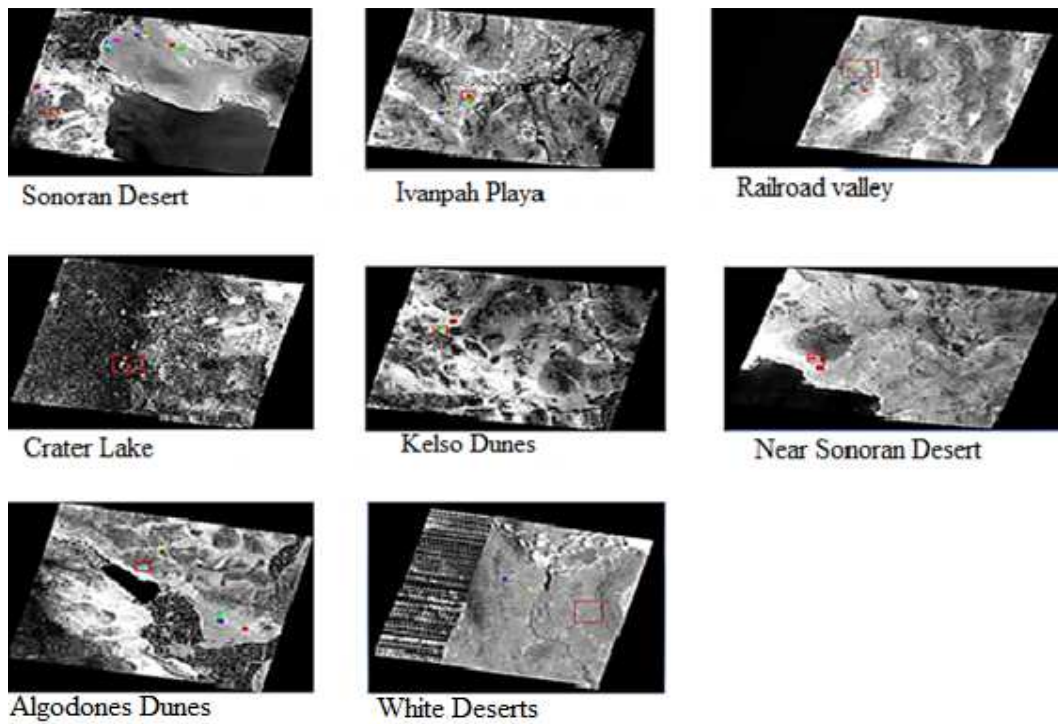 Sonoran Desert
Ivanpah Playa
Railroad valley
Crater Lake
Kelso Dunes
Near Sonoran Desert
Algodones Dunes
White Deserts